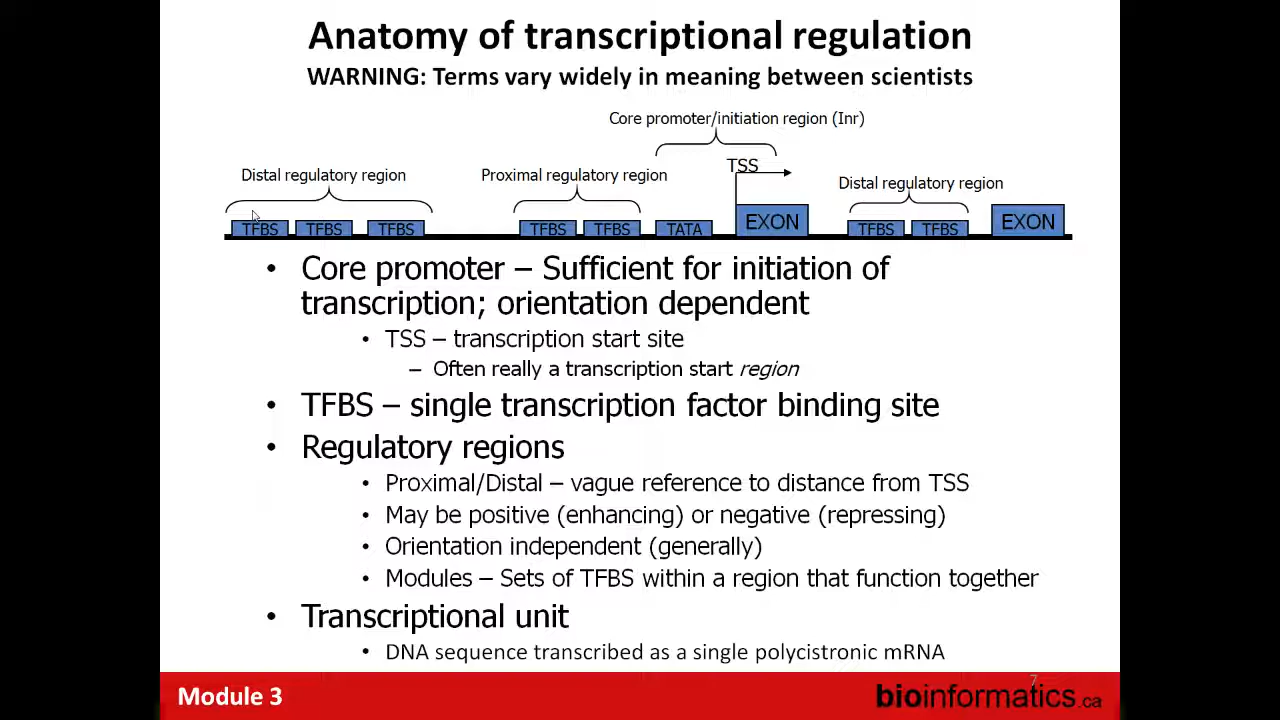 Anatomy of transcriptional regulation
WARNING: Terms vary widely in meaning between scientists
Core promoter/initiation region (Inr)
TSS
Distal regulatory region
Proximal regulatory region
Distal regulatory region
TFBS TFBS TFBS TFBS TFBS TATA EXON TFBS TFBS EXON
• Core promoter – Sufficient for initiation of
transcription; orientation dependent
• TSS – transcription start site
– Often really a transcription start region
• TFBS – single transcription factor binding site
• Regulatory regions
• Proximal/Distal – vague reference to distance from TSS
• May be positive (enhancing) or negative (repressing)
• Orientation independent (generally)
• Modules – Sets of TFBS within a region that function together
• Transcriptional unit
• DNA sequence transcribed as a single polycistronic mRNA
7
Module 3
bioinformatics.ca